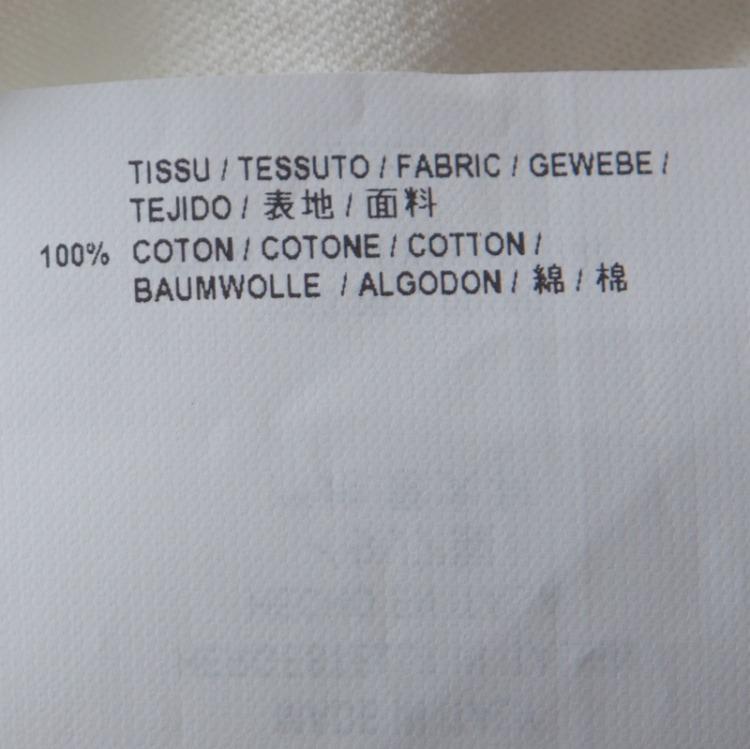 TISSU / TESSUTO / FABRIC / GEWEBE /
TEJIDO / 表地 / 面料
100% COTON / COTONE / COTTON /
BAUMWOLLE / ALGODON / 綿 / 棉